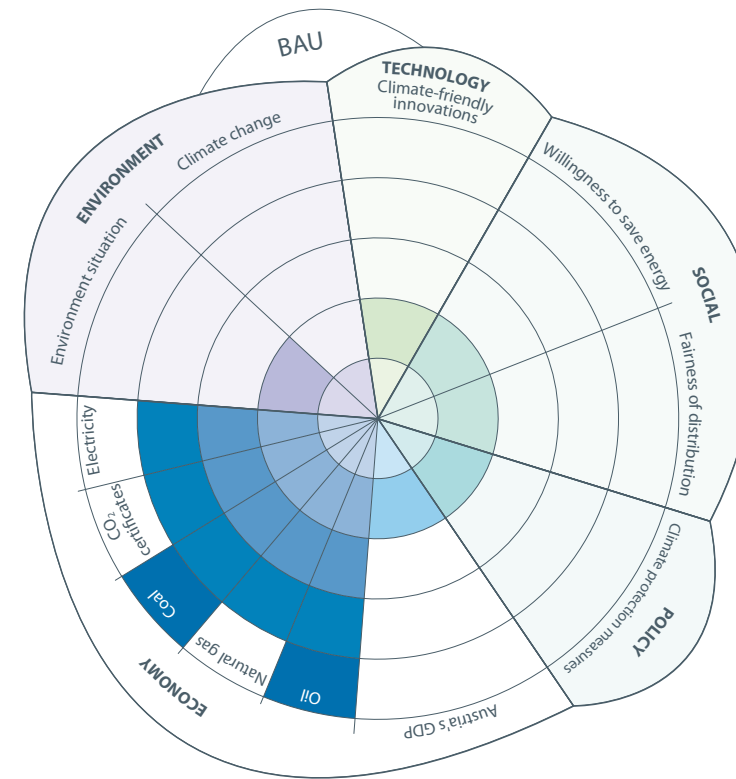 BAU
TECHNOLOGY
Climate-friendly
innovations
Willingness to save energy
SOCIAL
Fairness of distribution
Climate protection measures
POLICY
Austria's GDP
Oil
Natural gas
Coal
ECONOMY
CO₂
certificates
Electricity
Environment situation
ENVIRONMENT
Climate change